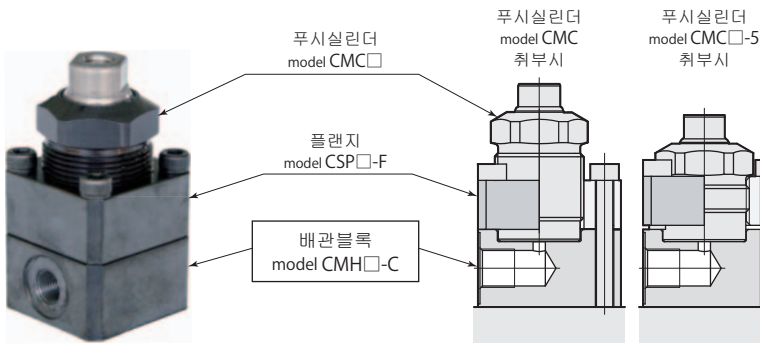 푸시실린더
model CMC□
플랜지
model CSP□-F
배관블록
model CMH□-C
푸시실린더
model CMC
취부시
푸시실린더
model CMC□-5
취부시